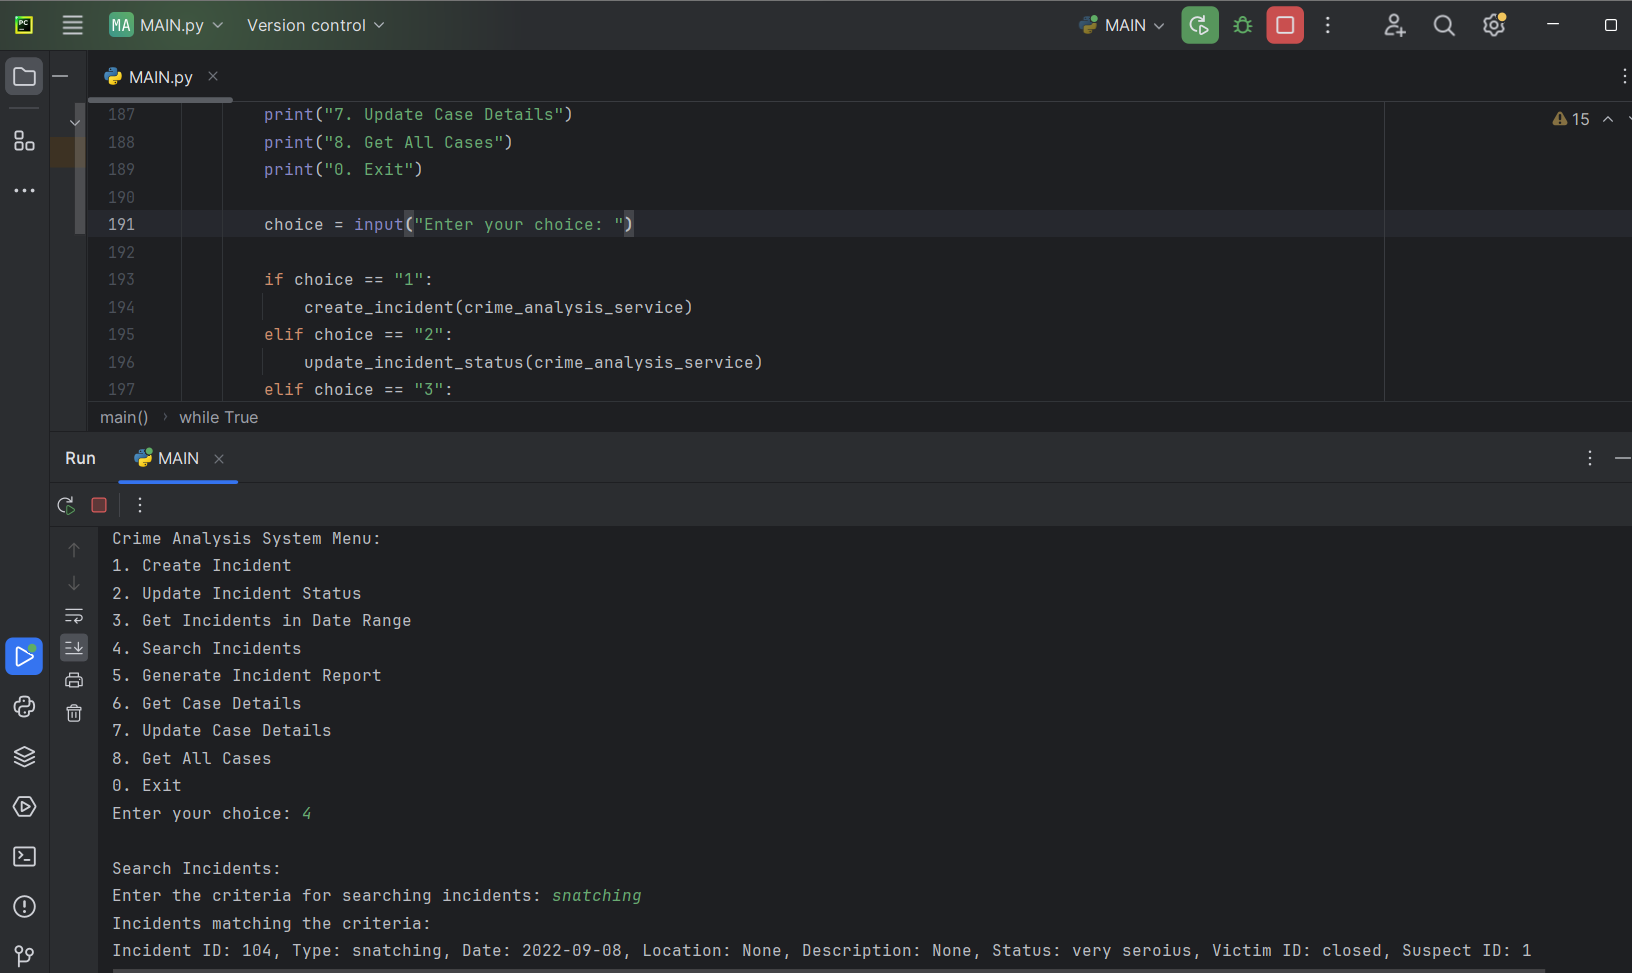 PC
MA MAIN.py Version control MAIN
MAIN.py
187 print("7. Update Case Details")
15
188 print("8. Get All Cases")
189 print("0. Exit")
190
191 choice = input("Enter your choice: ")
192
193 if choice == "1":
194 create_incident(crime_analysis_service)
195 elif choice == "2":
196 update_incident_status(crime_analysis_service)
197 elif choice == "3":
main() › while True
Run MAIN
Crime Analysis System Menu:
1. Create Incident
2. Update Incident Status
3. Get Incidents in Date Range
4. Search Incidents
5. Generate Incident Report
6. Get Case Details
7. Update Case Details
8. Get All Cases
0. Exit
Enter your choice: 4
Search Incidents:
Enter the criteria for searching incidents: snatching
Incidents matching the criteria:
Incident ID: 104, Type: snatching, Date: 2022-09-08, Location: None, Description: None, Status: very seroius, Victim ID: closed, Suspect ID: 1